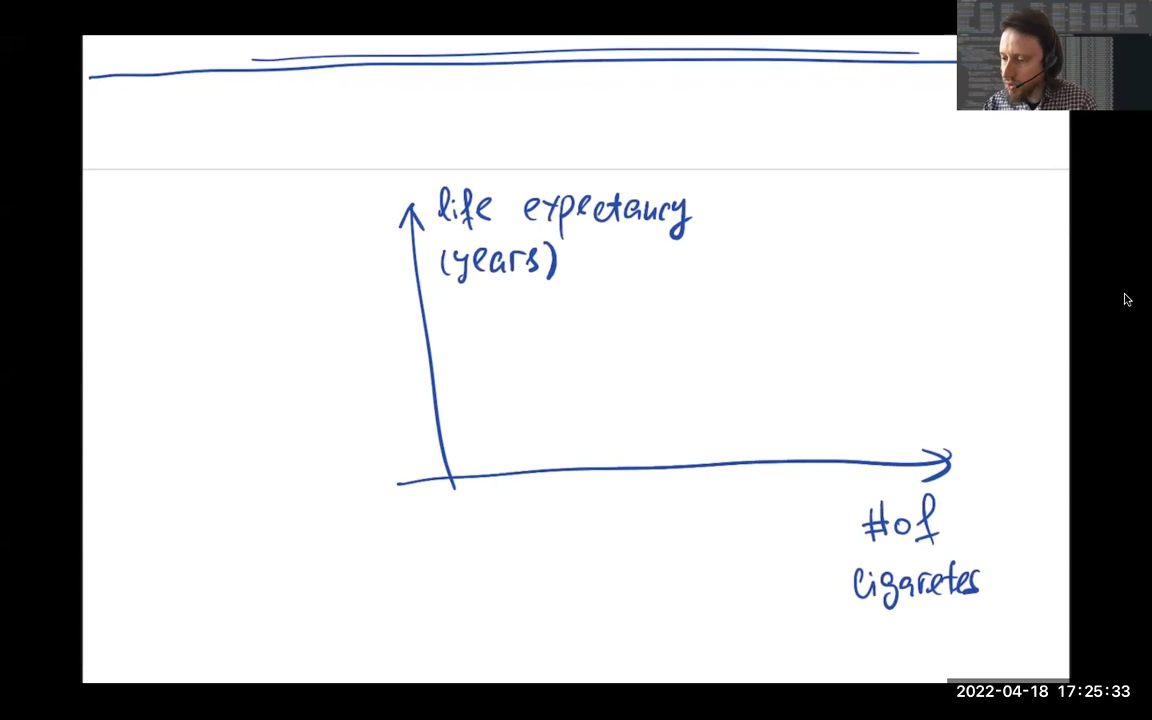 life expectancy
(years)
#of
cigaretes
2022-04-18 17:25:33